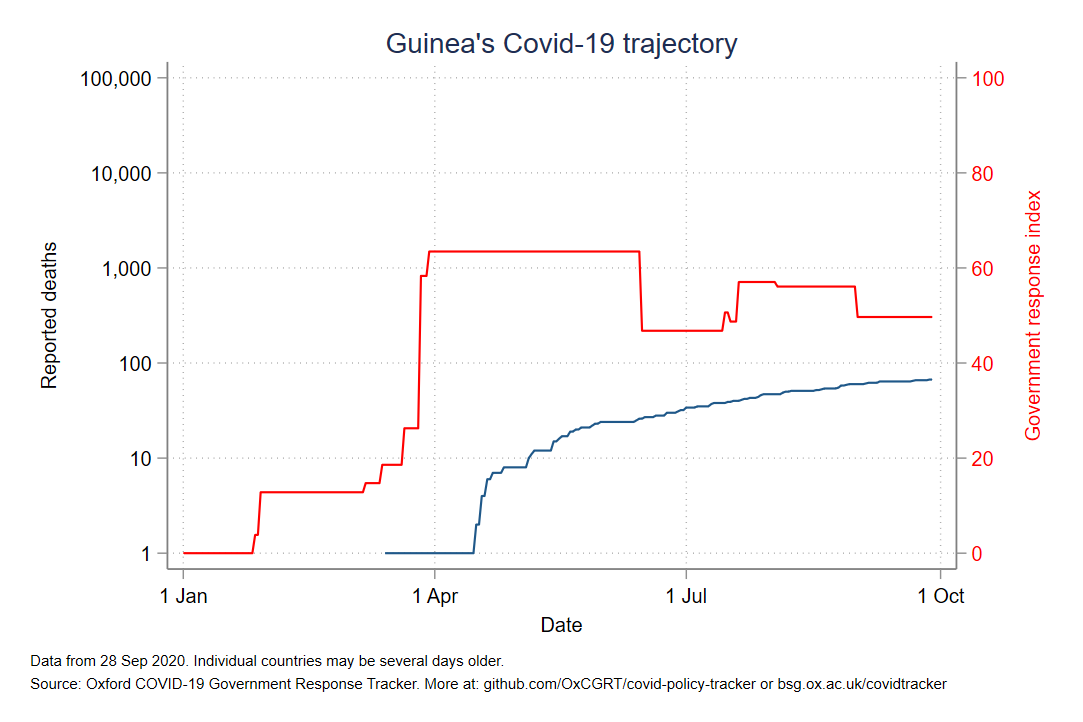 Guinea's Covid-19 trajectory
100,000
10,000
1,000
100
10
1
Reported deaths
100
80
60
40
20
0
Government response index
1 Jan
1 Apr
1 Jul
1 Oct
Date
Data from 28 Sep 2020. Individual countries may be several days older.
Source: Oxford COVID-19 Government Response Tracker. More at: github.com/OxCGRT/covid-policy-tracker or bsg.ox.ac.uk/covidtracker